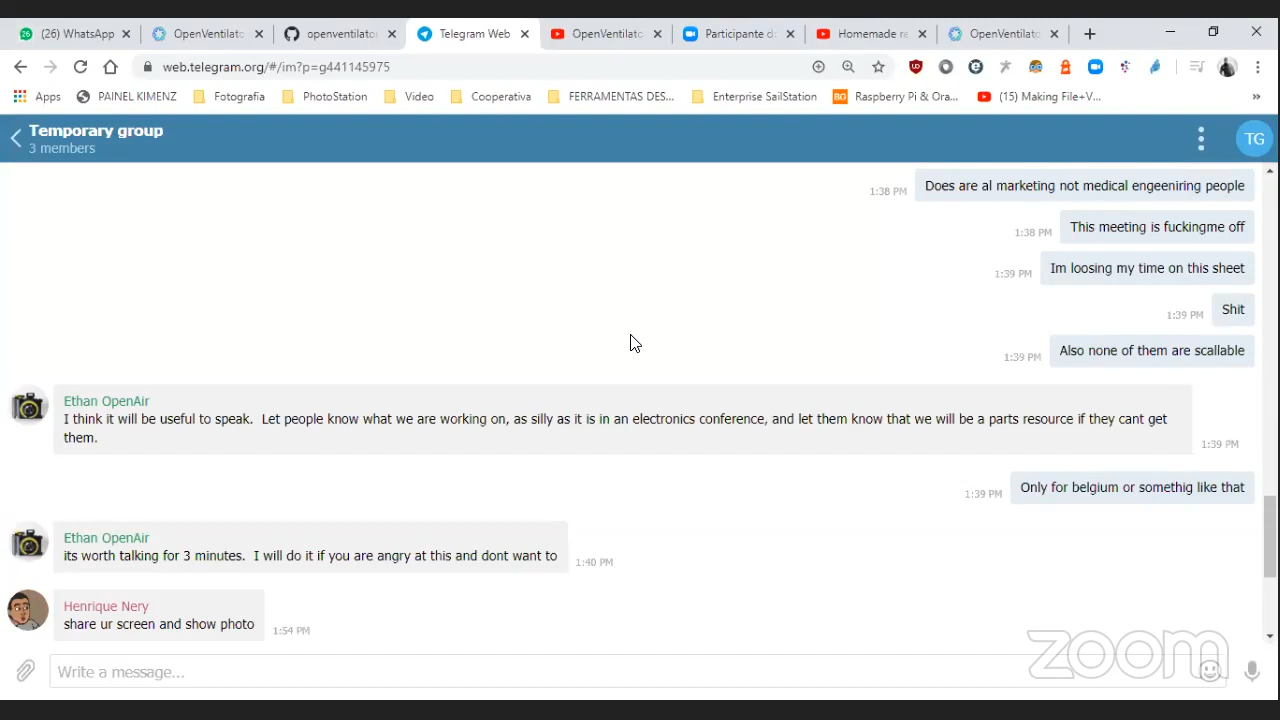 (26) WhatsApp
OpenVentilato
openventilator
Telegram Web
OpenVentilato
Participante d
Homemade re
OpenVentilato
web.telegram.org/#/im?p=g441145975
Apps
PAINEL KIMENZ
Fotografia
PhotoStation
Video
Cooperativa
FERRAMENTAS DES...
Enterprise SailStation
BO
Raspberry Pi & Ora...
(15) Making File+V...
Temporary group
3 members
TG
1:38 PM Does are al marketing not medical engeeniring people
1:38 PM This meeting is fuckingme off
1:39 PM Im loosing my time on this sheet
1:39 PM Shit
1:39 PM Also none of them are scallable
Ethan OpenAir
I think it will be useful to speak. Let people know what we are working on, as silly as it is in an electronics conference, and let them know that we will be a parts resource if they cant get
them.
1:39 PM
1:39 PM Only for belgium or somethig like that
Ethan OpenAir
its worth talking for 3 minutes. I will do it if you are angry at this and dont want to
1:40 PM
Henrique Nery
share ur screen and show photo
1:54 PM
Write a message...
zoom